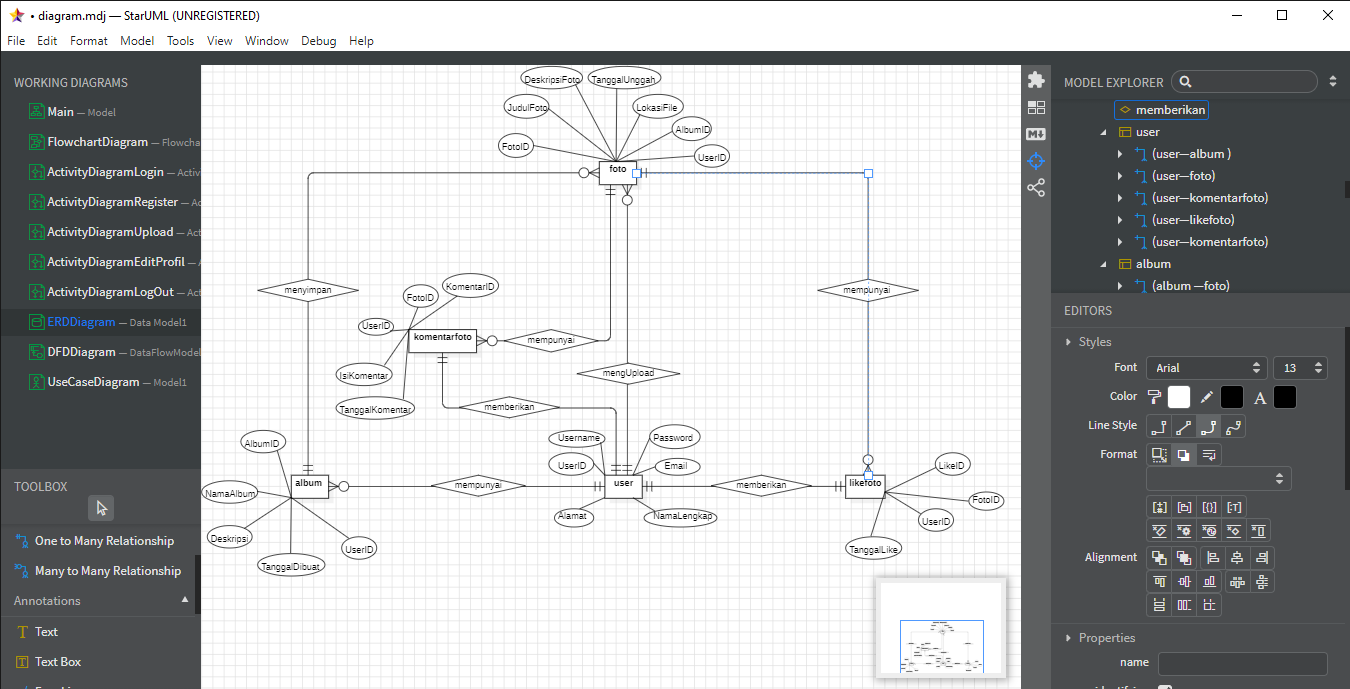 • diagram.mdj — StarUML (UNREGISTERED)
File Edit Format Model Tools View Window Debug Help
WORKING DIAGRAMS
Main — Model
FlowchartDiagram — Flowcha
ActivityDiagramLogin — Activ
ActivityDiagramRegister — Ac
ActivityDiagramUpload — Act
ActivityDiagramEditProfil — A
ActivityDiagramLogOut — Act
ERDDiagram — Data Model1
DFDDiagram — DataFlowModel
UseCaseDiagram — Model1
TOOLBOX
One to Many Relationship
Many to Many Relationship
Annotations
Text
Text Box
DeskripsiFoto
TanggalUnggah
JudulFoto
LokasiFile
AlbumID
FotoID
UserID
foto
menyimpan
mempunyai
KomentarID
FotoID
UserID
komentarfoto
mempunyai
IsiKomentar
mengUpload
TanggalKomentar
memberikan
Username
Password
AlbumID
UserID
Email
LikeID
album
mempunyai
user
memberikan
likefoto
NamaAlbum
FotoID
Alamat
NamaLengkap
UserID
Deskripsi
UserID
TanggalLike
TanggalDibuat
MODEL EXPLORER
memberikan
user
(user—album )
(user—foto)
(user—komentarfoto)
(user—likefoto)
(user—komentarfoto)
album
(album —foto)
EDITORS
Styles
Font Arial 13
Color A
Line Style
Format
Alignment
Properties
name